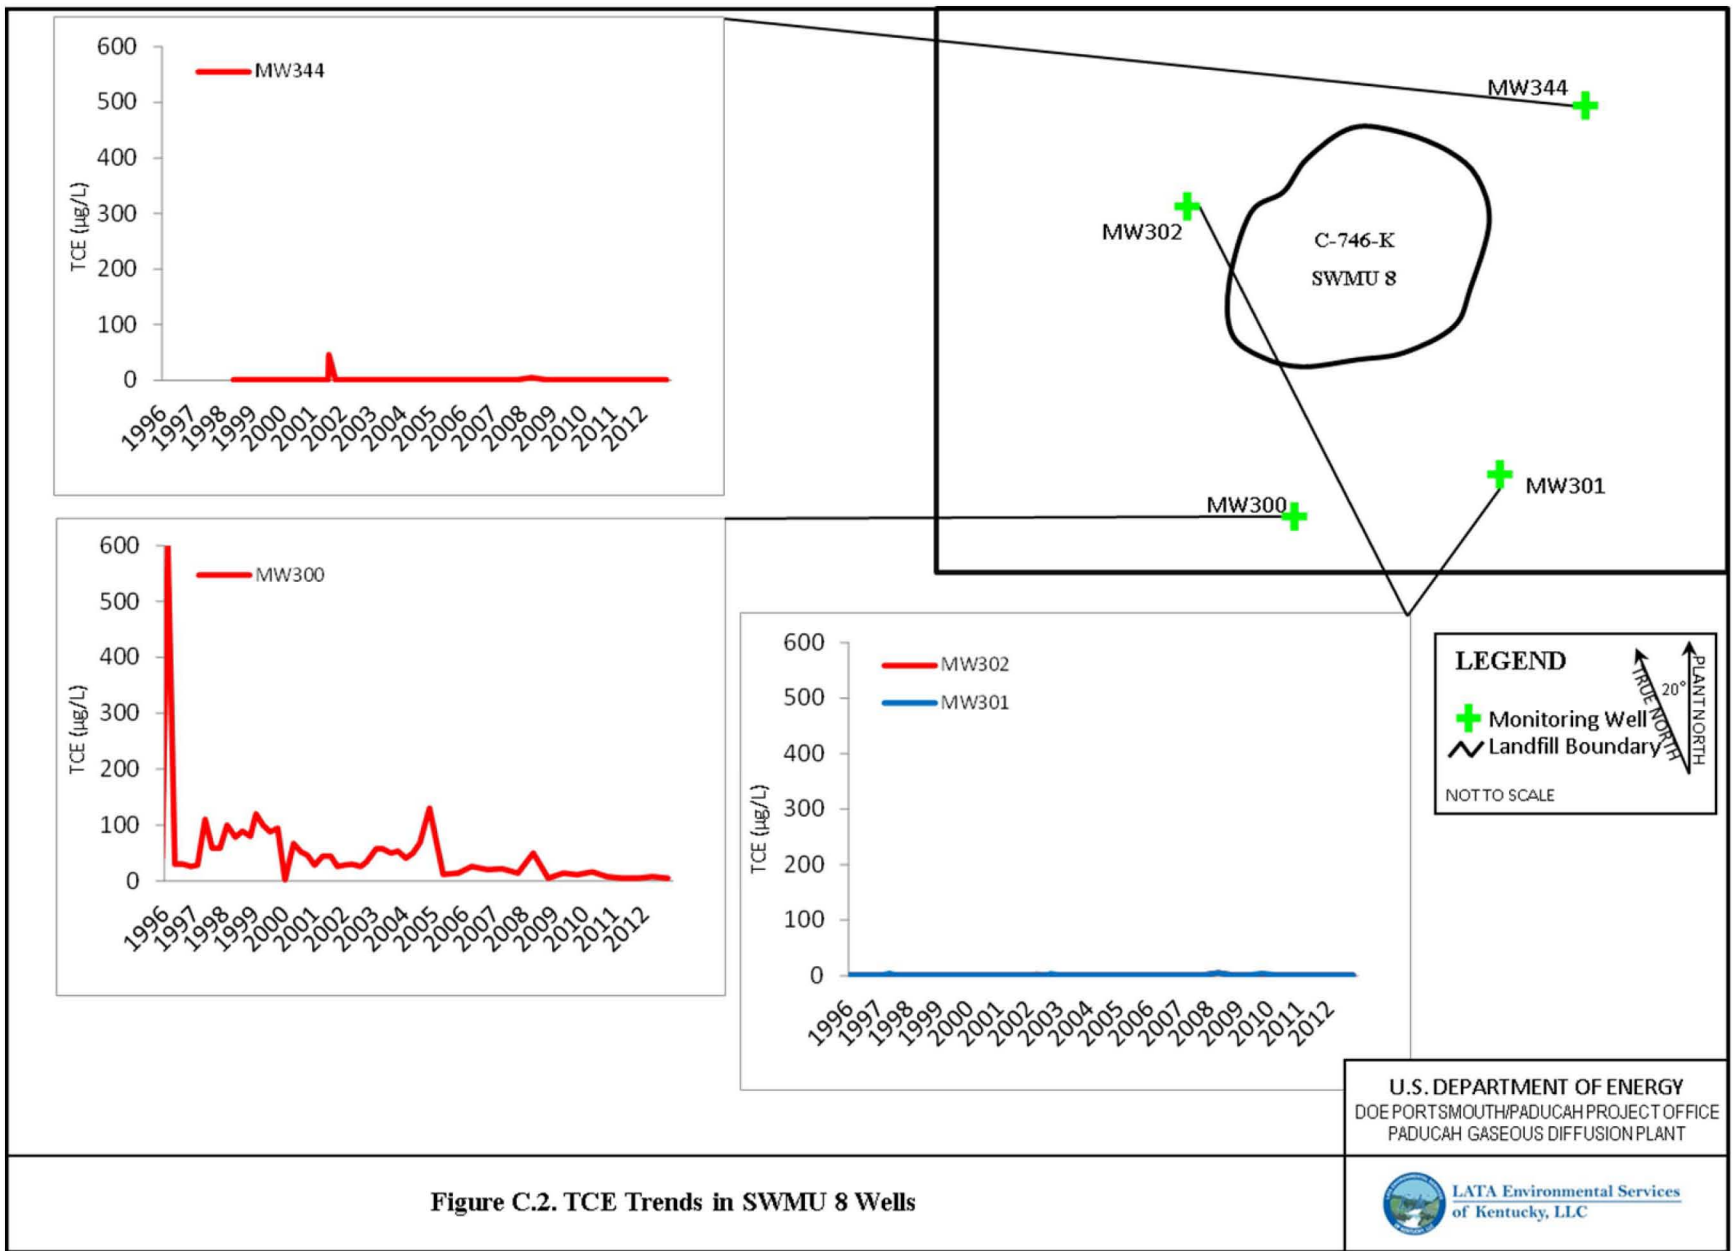 600
500
400
300
200
100
0
TCE (µg/L)
MW344
1996
1997
1998
1999
2000
2001
2002
2003
2004
2005
2006
2007
2008
2009
2010
2011
2012
MW344
MW302
C-746-K
SWMU 8
MW300
MW301
600
500
400
300
200
100
0
TCE (µg/L)
MW300
1996
1997
1998
1999
2000
2001
2002
2003
2004
2005
2006
2007
2008
2009
2010
2011
2012
600
500
400
300
200
100
0
TCE (µg/L)
MW302
MW301
1996
1997
1998
1999
2000
2001
2002
2003
2004
2005
2006
2007
2008
2009
2010
2011
2012
LEGEND
Monitoring Well
Landfill Boundary
NOT TO SCALE
TRUE NORTH
20°
PLANT NORTH
U.S. DEPARTMENT OF ENERGY
DOE PORTSMOUTH/PADUCAH PROJECT OFFICE
PADUCAH GASEOUS DIFFUSION PLANT
Figure C.2. TCE Trends in SWMU 8 Wells
LATA Environmental Services
of Kentucky, LLC